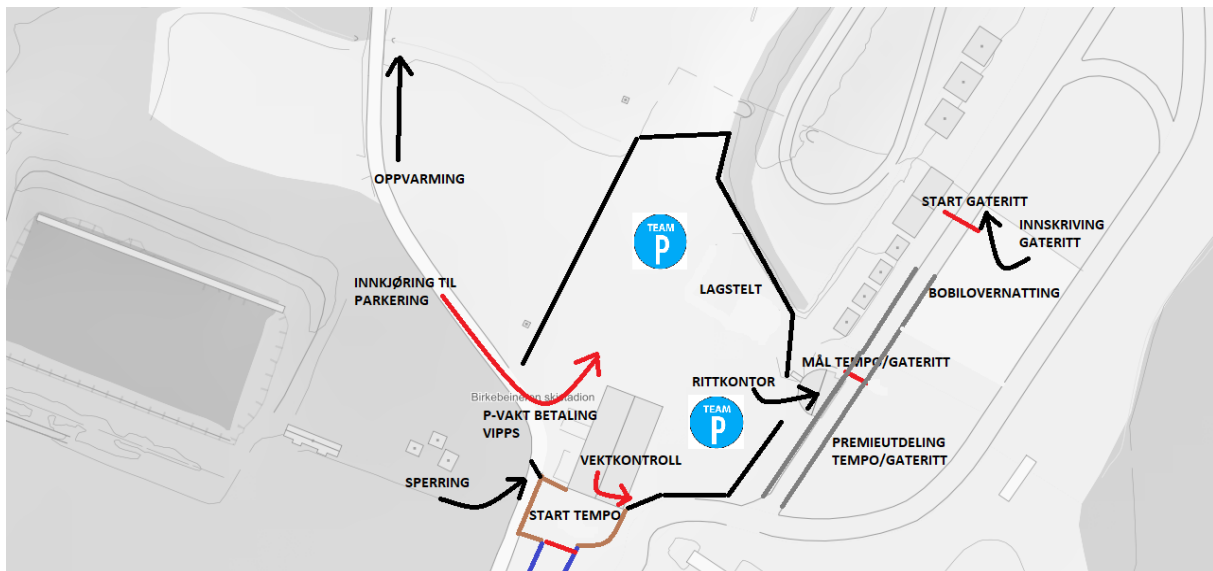 OPPVARMING
START GATERITT
INNSKRIVING
GATERITT
TEAM
P
INNKJØRING TIL
PARKERING
LAGSTELT
BOBILOVERNATTING
MÅL TEMPO/GATERITT
RITTKONTOR
Birkebeineren skistadion
P-VAKT BETALING
VIPPS
TEAM
P
PREMIEUTDELING
TEMPO/GATERITT
VEKTKONTROLL
SPERRING
START TEMPO